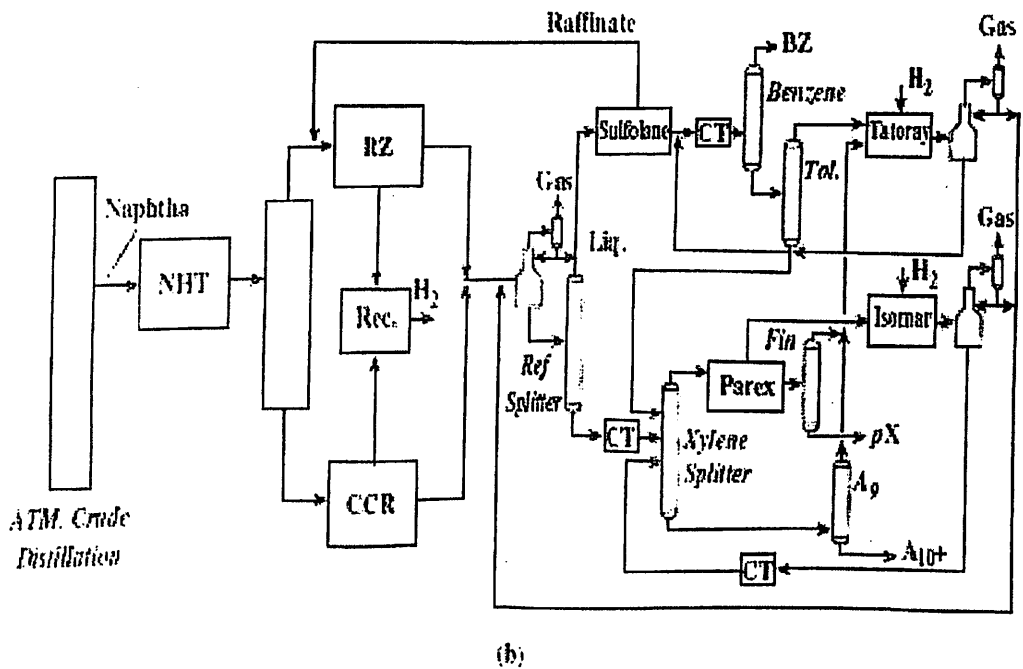 Raffinate
Gas
BZ
Benzene
H2
Sulfolane
CT
Tatoray
RZ
Tol.
Gas
Naphtha
Gas
Liq.
NHT
H2
H2
Rec.
Isomar
Fin
Ref
Splitter
Parex
CT
pX
Xylene
Splitter
CCR
A9
ATM. Crude
Distillation
A10+
CT
(b)